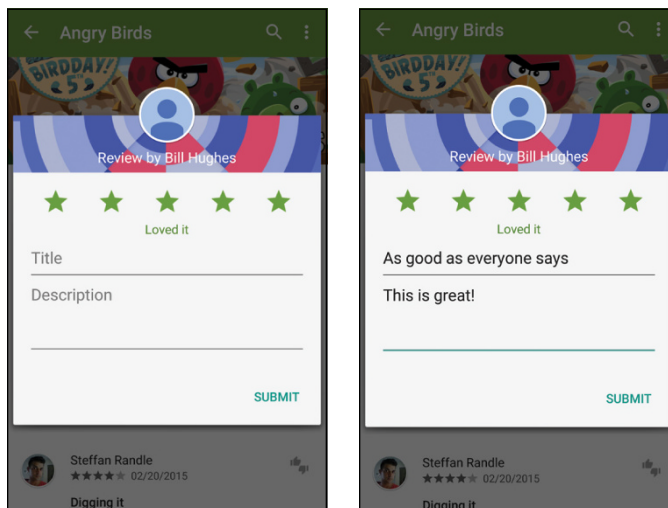 Angry Birds
BIRDDAY!
5TH
Review by Bill Hughes
Loved it
Title
Description
SUBMIT
Steffan Randle
02/20/2015
Digging it
Angry Birds
BIRDDAY!
5TH
Review by Bill Hughes
Loved it
As good as everyone says
This is great!
SUBMIT
Steffan Randle
02/20/2015
Digging it